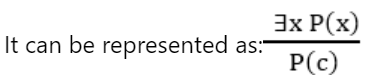 It can be represented as: ∃x P(x)
P(c)